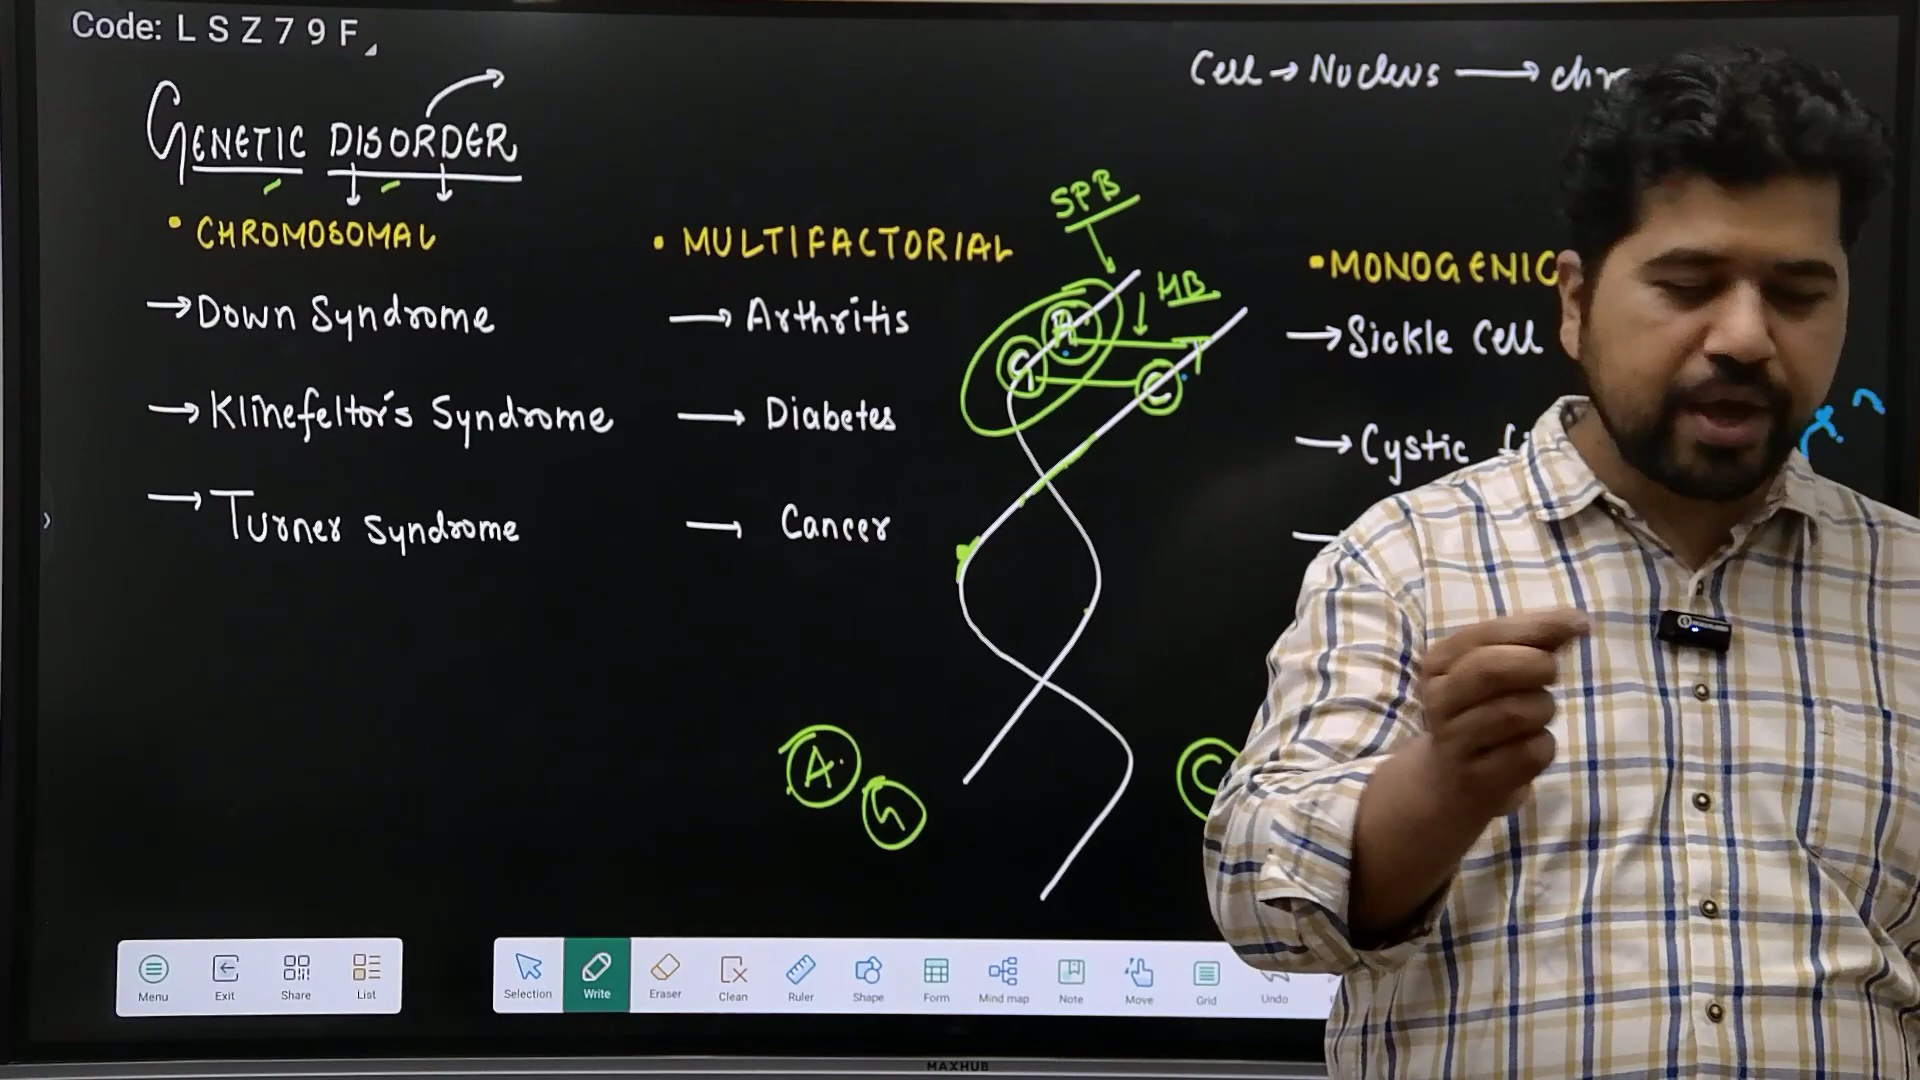 Code: LSZ79F
Cell → Nucleus →
GENETIC DISORDER
• CHROMOSOMAL
→ Down Syndrome
→ Klinefeltor's Syndrome
→ Turner Syndrome
• MULTIFACTORIAL
→ Arthritis
→ Diabetes
— Cancer
SPB
HB
A T
G C
A
G
C
• MONOGENIC
→ Sickle Cell
→ Cystic
Menu Exit Share List
Selection Write Eraser Clean Ruler Shape Form Mind map Note Move Grid Undo
MAXHUB